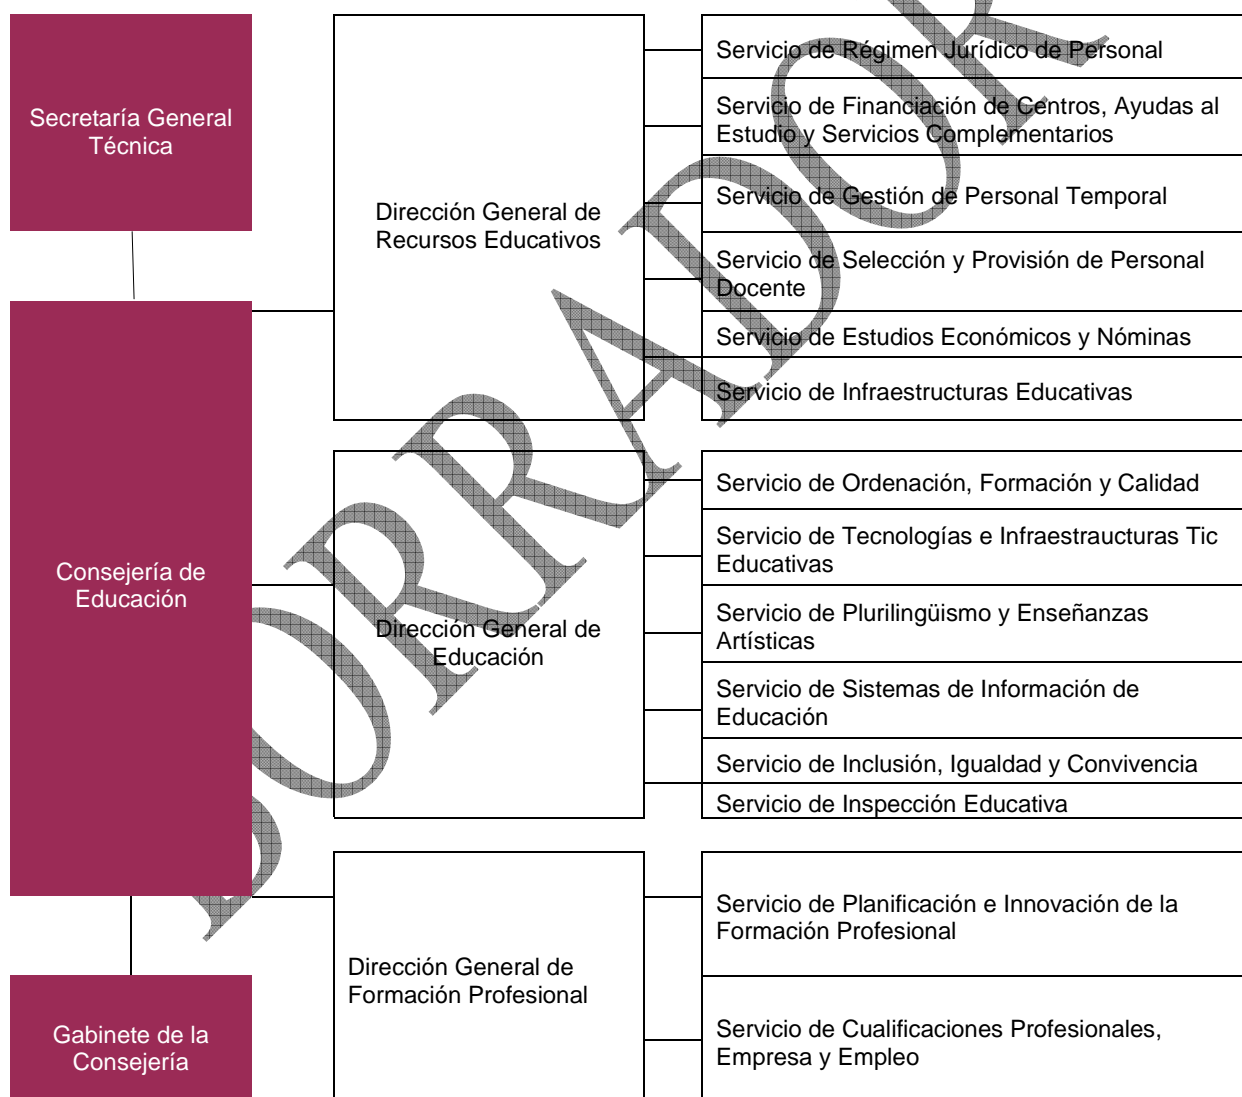 Secretaría General
Técnica
Consejería de
Educación
Gabinete de la
Consejería
Dirección General de
Recursos Educativos
Servicio de Régimen Jurídico de Personal
Servicio de Financiación de Centros, Ayudas al
Estudio y Servicios Complementarios
Servicio de Gestión de Personal Temporal
Servicio de Selección y Provisión de Personal
Docente
Servicio de Estudios Económicos y Nóminas
Servicio de Infraestructuras Educativas
Dirección General de
Educación
Servicio de Ordenación, Formación y Calidad
Servicio de Tecnologías e Infraestraucturas Tic
Educativas
Servicio de Plurilingüismo y Enseñanzas
Artísticas
Servicio de Sistemas de Información de
Educación
Servicio de Inclusión, Igualdad y Convivencia
Servicio de Inspección Educativa
Dirección General de
Formación Profesional
Servicio de Planificación e Innovación de la
Formación Profesional
Servicio de Cualificaciones Profesionales,
Empresa y Empleo
BORRADOR